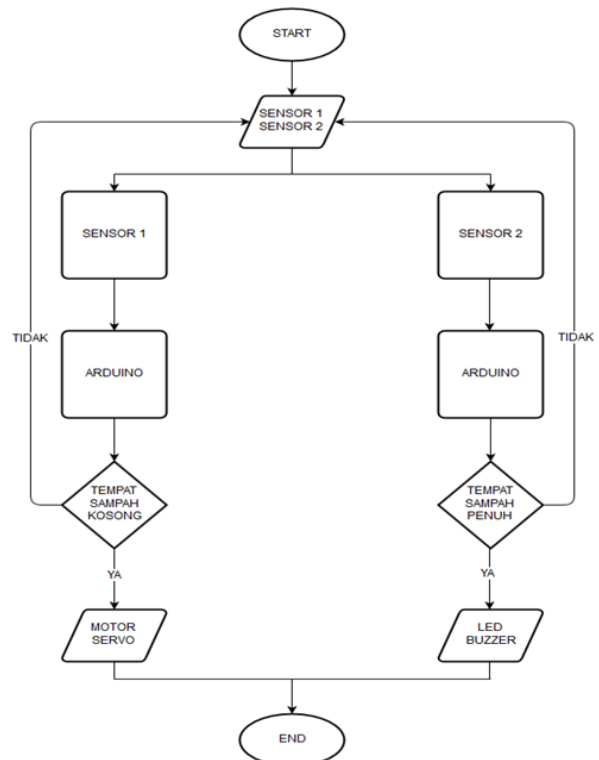 START
SENSOR 1
SENSOR 2
SENSOR 1
SENSOR 2
TIDAK
TIDAK
ARDUINO
ARDUINO
TEMPAT
SAMPAH
KOSONG
TEMPAT
SAMPAH
PENUH
YA
YA
MOTOR
SERVO
LED
BUZZER
END